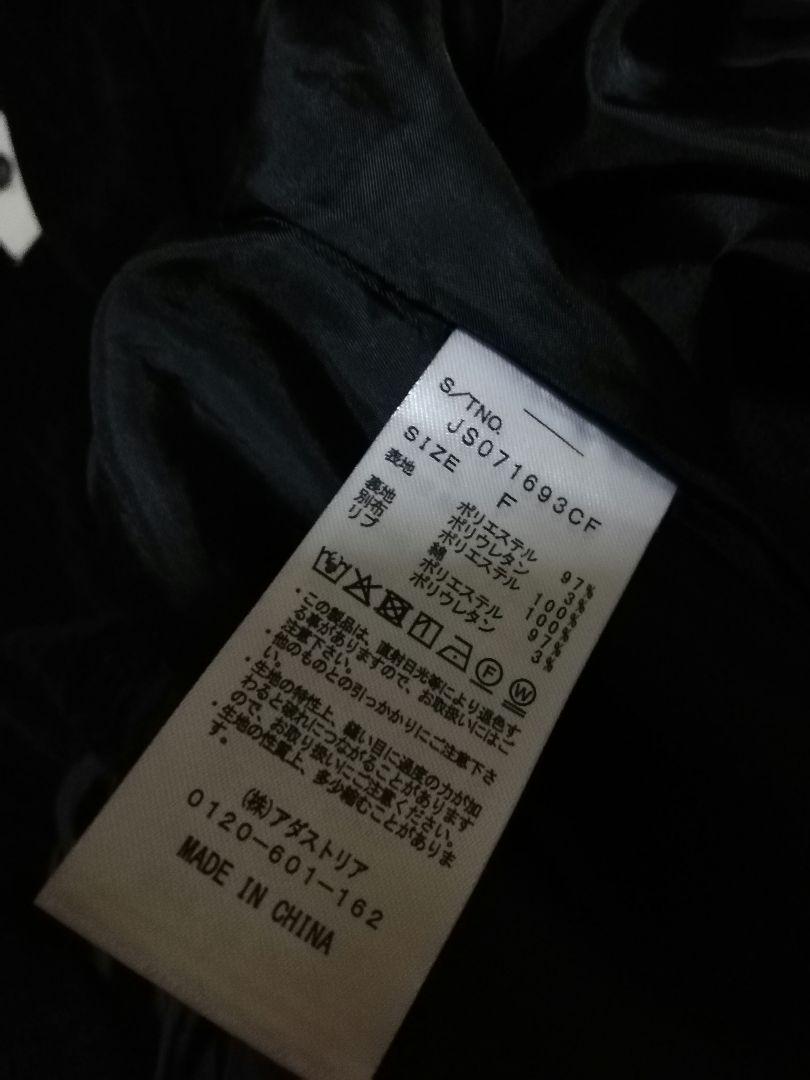 S/TNO.
JS071693CF
SIZE F
表地 ポリエステル 97%
ポリウレタン 3%
裏地 ポリエステル 100%
別布 綿 100%
リブ ポリエステル 97%
ポリウレタン 3%
F W
・この製品は、直射日光等により退色す
る事がありますので、お取扱いにはご
注意下さい。
・他のものとの引っかかりにご注意下さ
い。
・生地の特性上、縫い目に過度の力が加
わると破れにつながることがあります
ので、お取り扱いにご注意ください。
・生地の性質上、多少縮むことがありま
す。
(株)アダストリア
0120-601-162
MADE IN CHINA